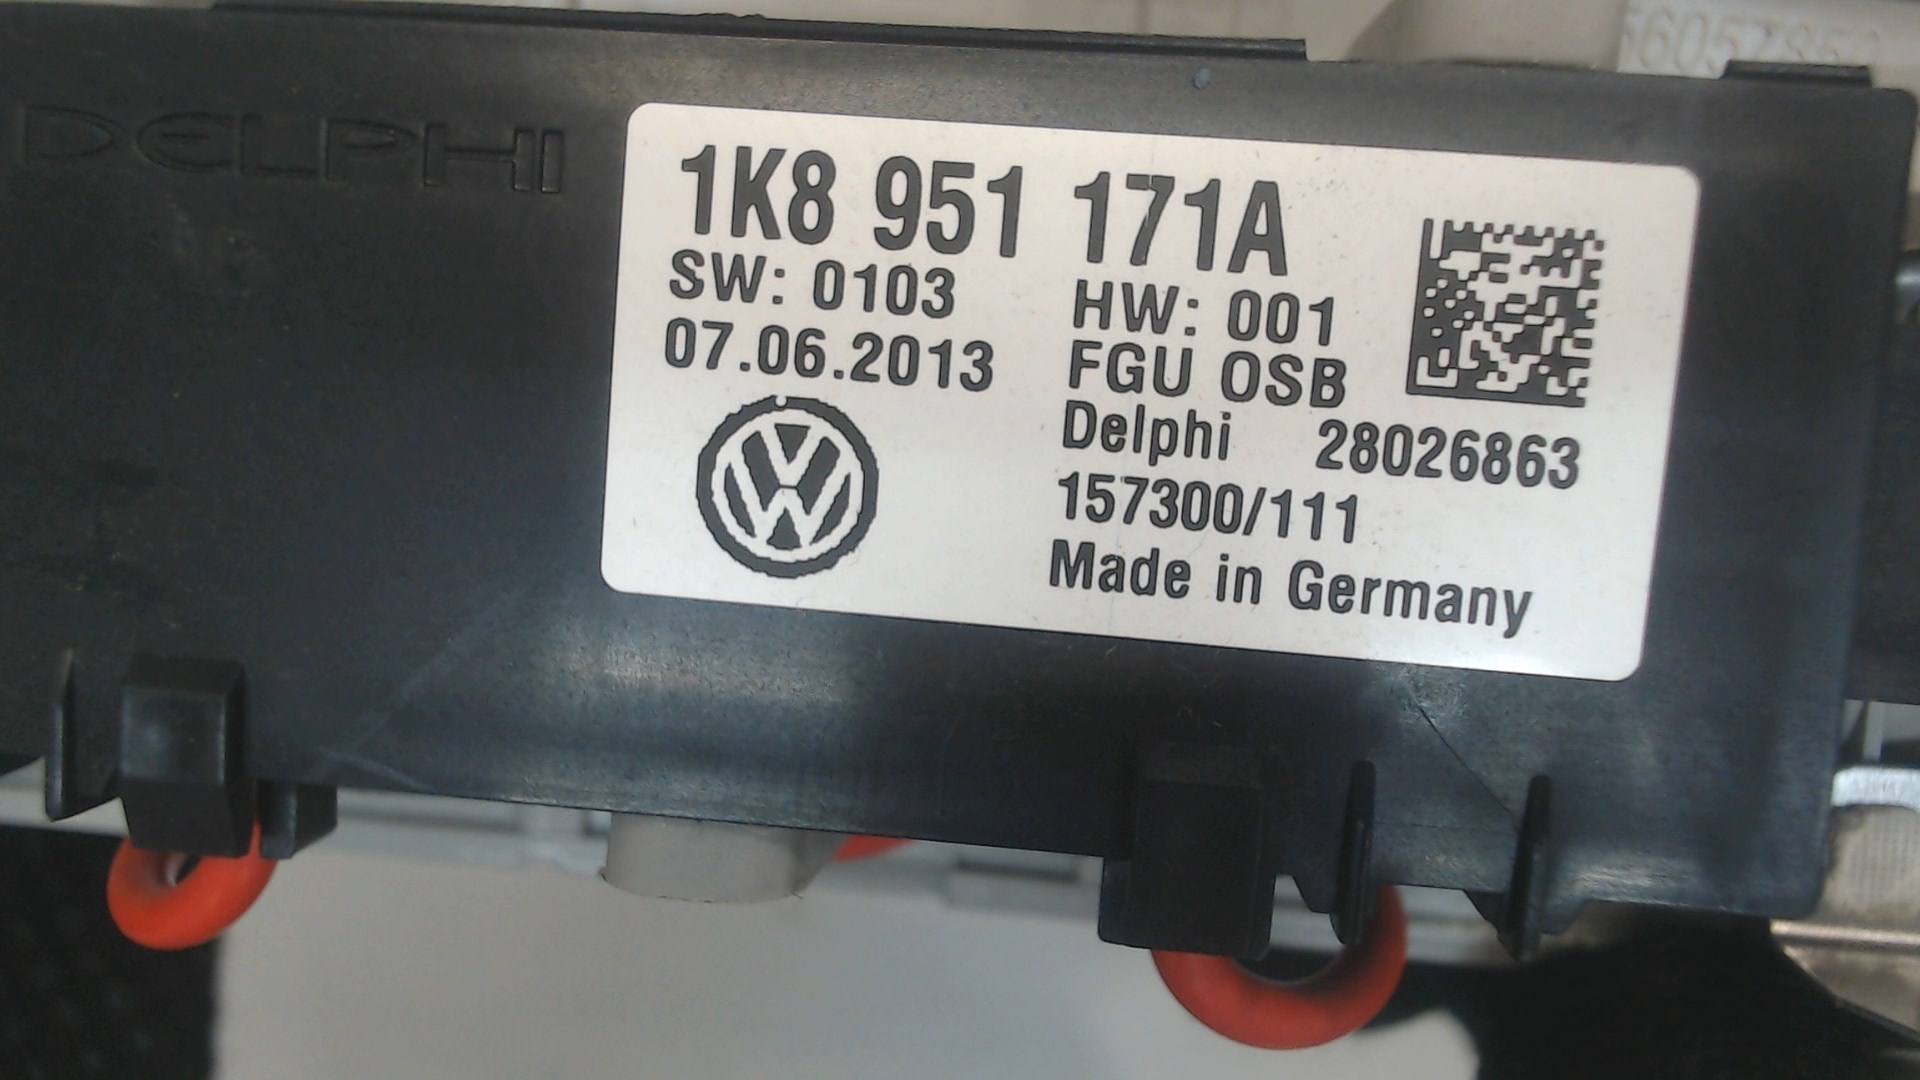 DELPHI
1K8 951 171A
SW: 0103 HW: 001
07.06.2013 FGU OSB
Delphi 28026863
157300/111
Made in Germany